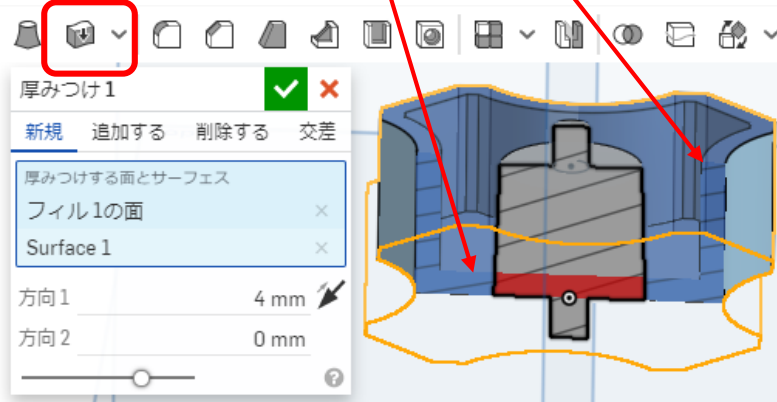 厚みつけ 1
新規 追加する 削除する 交差
厚みつけする面とサーフェス
フィル 1の面
Surface 1
方向1 4 mm
方向2 0 mm